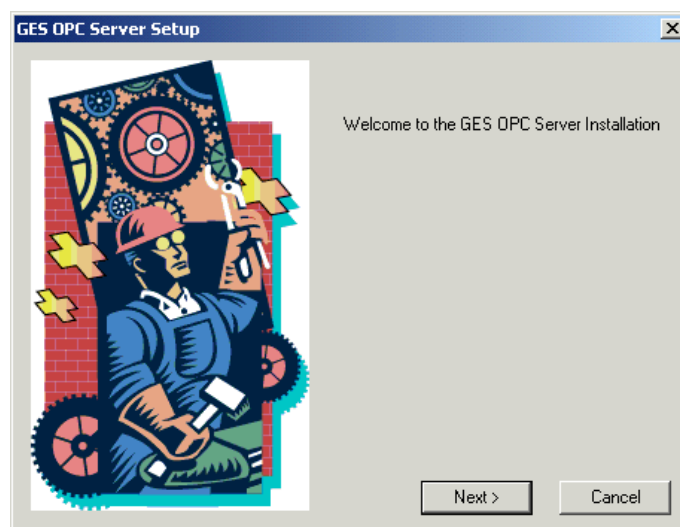 GES OPC Server Setup
Welcome to the GES OPC Server Installation
Next >
Cancel